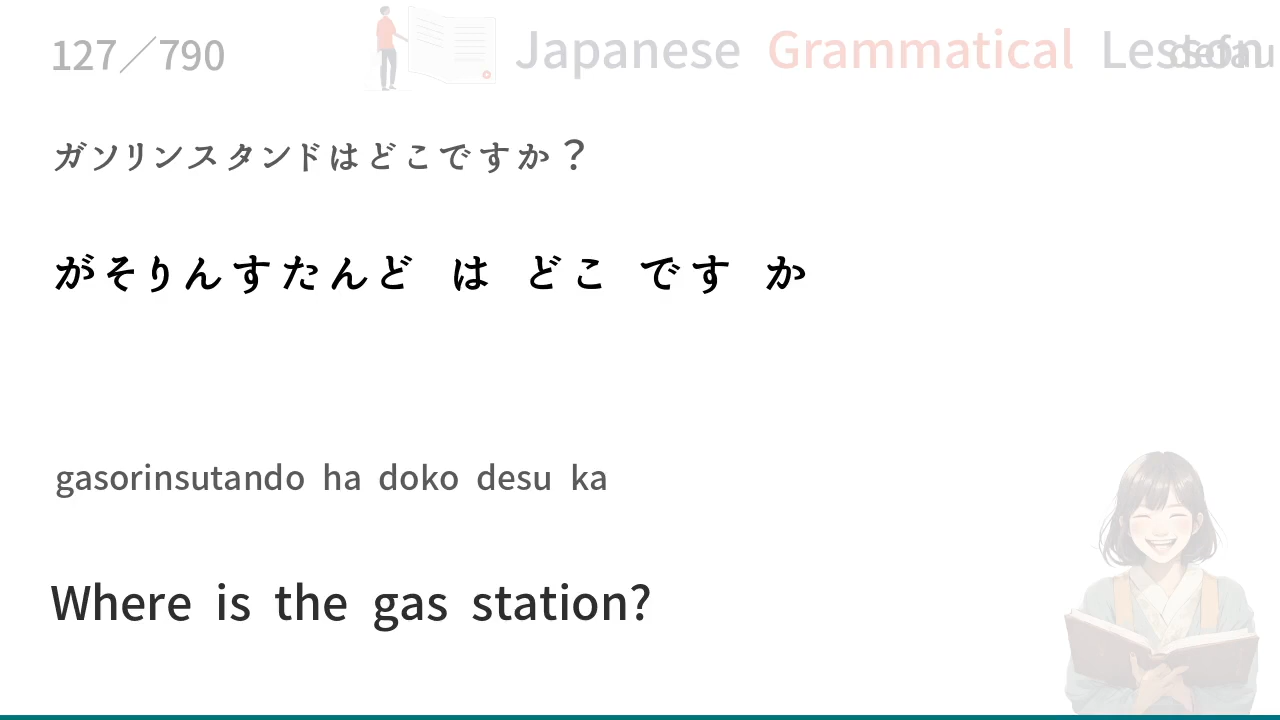 127／790
Japanese Grammatical Lesson
defau
ガソリンスタンドはどこですか？
がそりんすたんど は どこ です か
gasorinsutando ha doko desu ka
Where is the gas station?